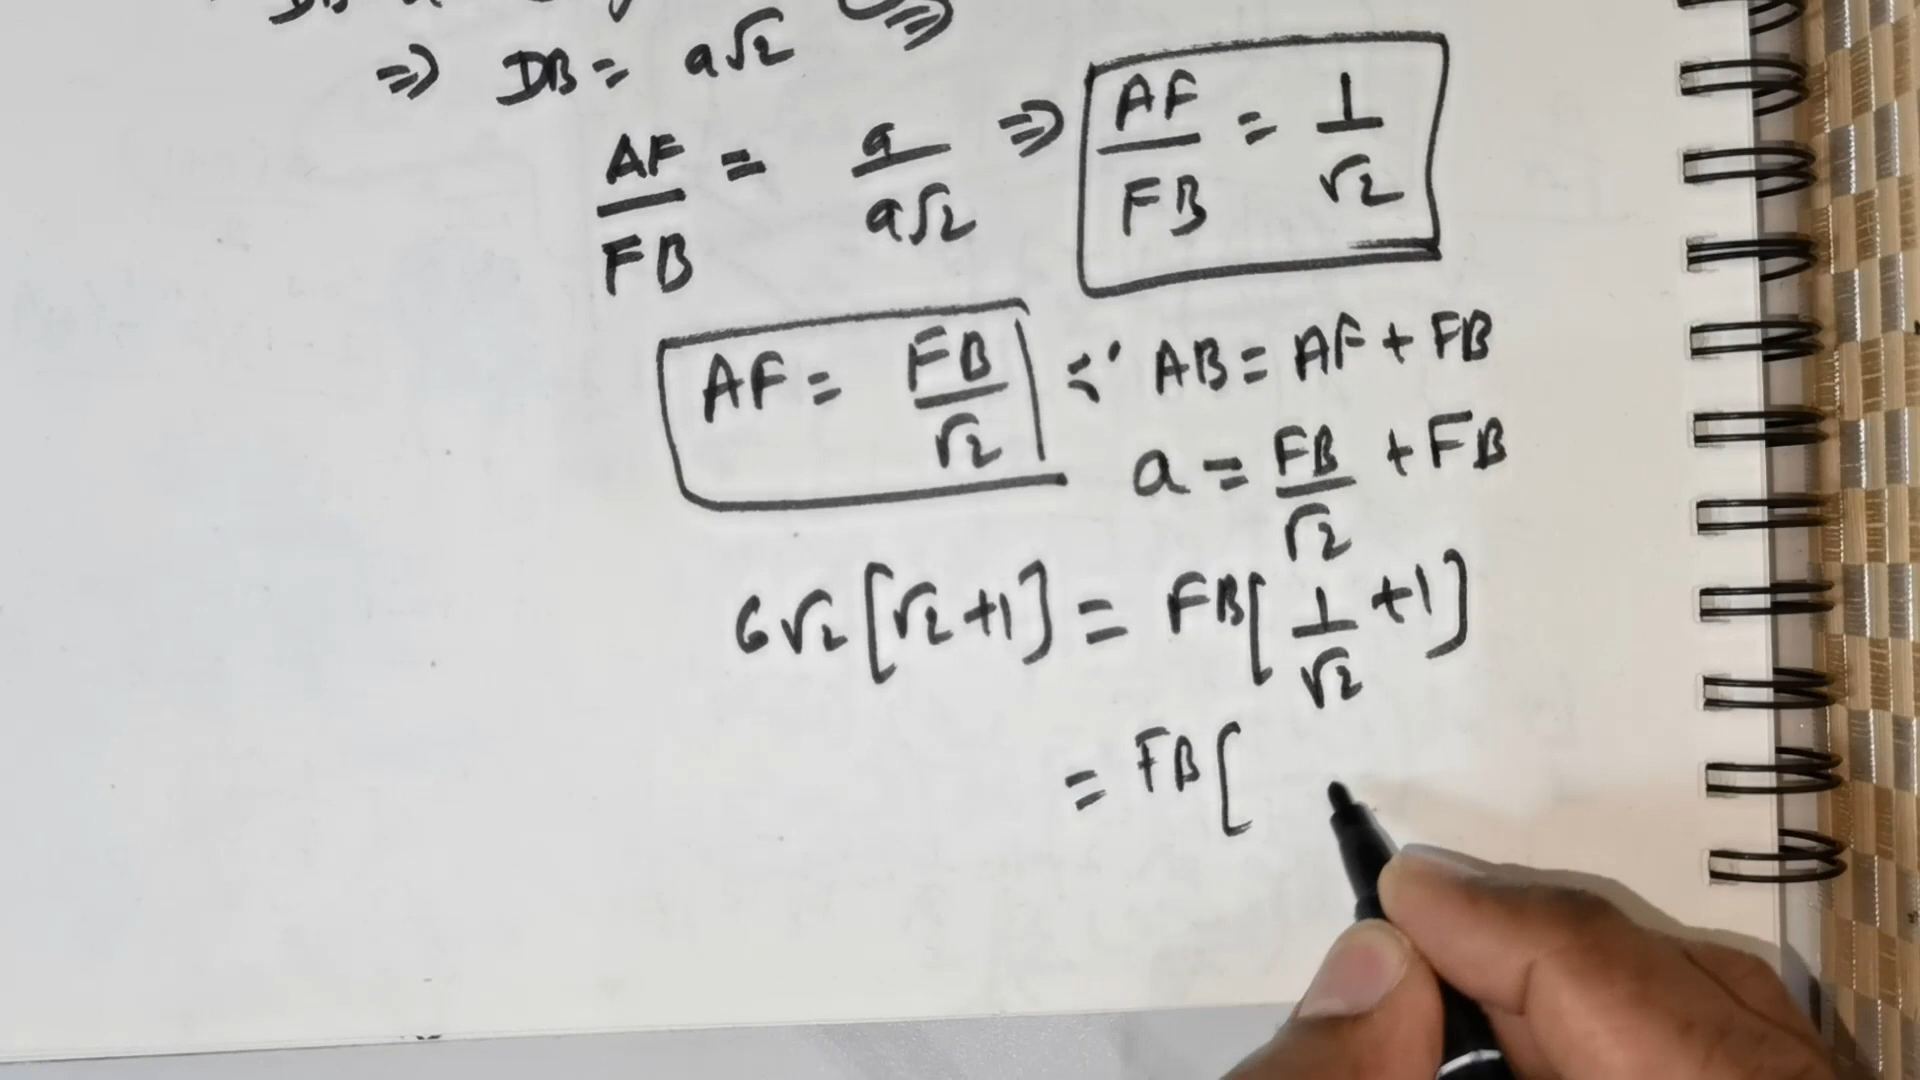 ⇒ DB = a√2 ⇒
AF/FB = a/a√2 ⇒ AF/FB = 1/√2
AF = FB/√2 ∵ AB = AF + FB
a = FB/√2 + FB
6√2[√2+1] = FB[1/√2 +1]
= FB[